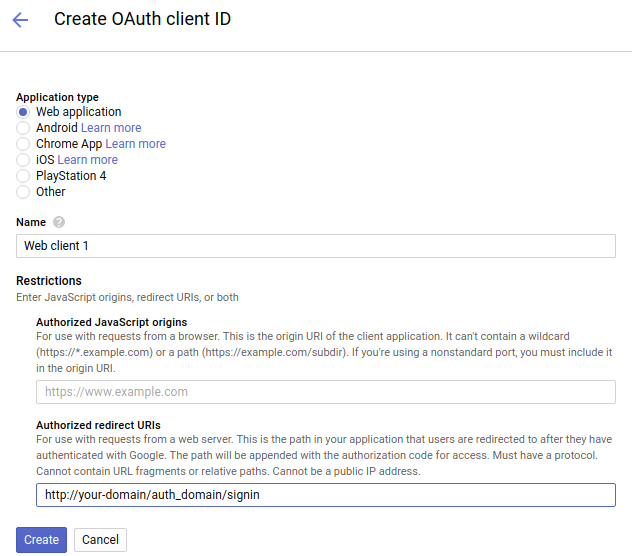 Create OAuth client ID
Application type
Web application
Android Learn more
Chrome App Learn more
iOS Learn more
PlayStation 4
Other
Name ?
Web client 1
Restrictions
Enter JavaScript origins, redirect URIs, or both
Authorized JavaScript origins
For use with requests from a browser. This is the origin URI of the client application. It can't contain a wildcard
(https://*.example.com) or a path (https://example.com/subdir). If you're using a nonstandard port, you must include it
in the origin URI.
https://www.example.com
Authorized redirect URIs
For use with requests from a web server. This is the path in your application that users are redirected to after they have
authenticated with Google. The path will be appended with the authorization code for access. Must have a protocol.
Cannot contain URL fragments or relative paths. Cannot be a public IP address.
http://your-domain/auth_domain/signin
Create Cancel